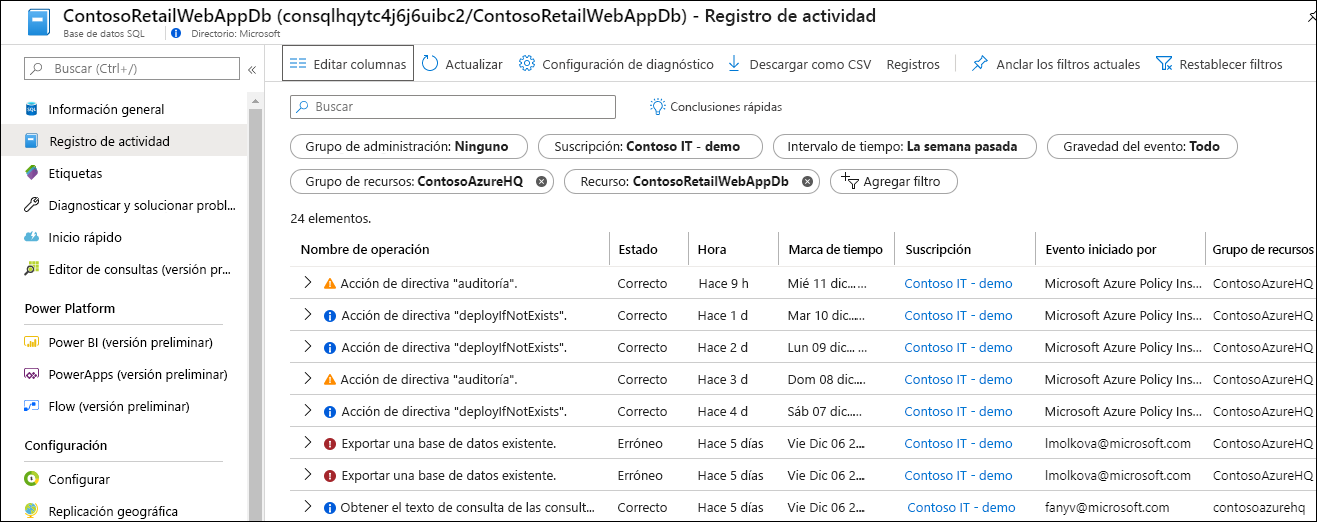 ContosoRetailWebAppDb (consqlhqytc4j6j6uibc2/ContosoRetailWebAppDb) - Registro de actividad
Base de datos SQL Directorio: Microsoft
Buscar (Ctrl+/)
Información general
Registro de actividad
Etiquetas
Diagnosticar y solucionar probl...
Inicio rápido
Editor de consultas (versión pr...
Power Platform
Power BI (versión preliminar)
PowerApps (versión preliminar)
Flow (versión preliminar)
Configuración
Configurar
Replicación geográfica
Editar columnas Actualizar Configuración de diagnóstico Descargar como CSV Registros Anclar los filtros actuales Restablecer filtros
Buscar Conclusiones rápidas
Grupo de administración: Ninguno Suscripción: Contoso IT - demo Intervalo de tiempo: La semana pasada Gravedad del evento: Todo
Grupo de recursos: ContosoAzureHQ Recurso: ContosoRetailWebAppDb Agregar filtro
24 elementos.
Nombre de operación Estado Hora Marca de tiempo Suscripción Evento iniciado por Grupo de recursos
Acción de directiva "auditoría". Correcto Hace 9 h Mié 11 dic...... Contoso IT - demo Microsoft Azure Policy Ins... ContosoAzureHQ
Acción de directiva "deployIfNotExists". Correcto Hace 1 d Mar 10 dic...... Contoso IT - demo Microsoft Azure Policy Ins... ContosoAzureHQ
Acción de directiva "deployIfNotExists". Correcto Hace 2 d Lun 09 dic... ... Contoso IT - demo Microsoft Azure Policy Ins... ContosoAzureHQ
Acción de directiva "auditoría". Correcto Hace 3 d Dom 08 dic.... Contoso IT - demo Microsoft Azure Policy Ins... ContosoAzureHQ
Acción de directiva "deployIfNotExists". Correcto Hace 4 d Sáb 07 dic..... Contoso IT - demo Microsoft Azure Policy Ins... ContosoAzureHQ
Exportar una base de datos existente. Erróneo Hace 5 días Vie Dic 06 2... Contoso IT - demo lmolkova@microsoft.com ContosoAzureHQ
Exportar una base de datos existente. Erróneo Hace 5 días Vie Dic 06 2... Contoso IT - demo lmolkova@microsoft.com ContosoAzureHQ
Obtener el texto de consulta de las consult... Correcto Hace 5 días Vie Dic 06 2... Contoso IT - demo fanyv@microsoft.com contosoazurehq